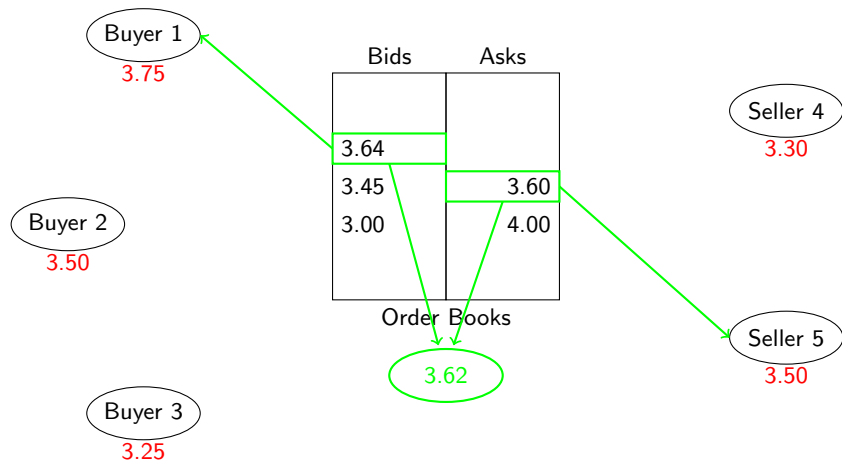 Buyer 1
3.75
Bids Asks
Seller 4
3.30
3.64
3.45 3.60
3.00 4.00
Buyer 2
3.50
Order Books
Seller 5
3.50
3.62
Buyer 3
3.25